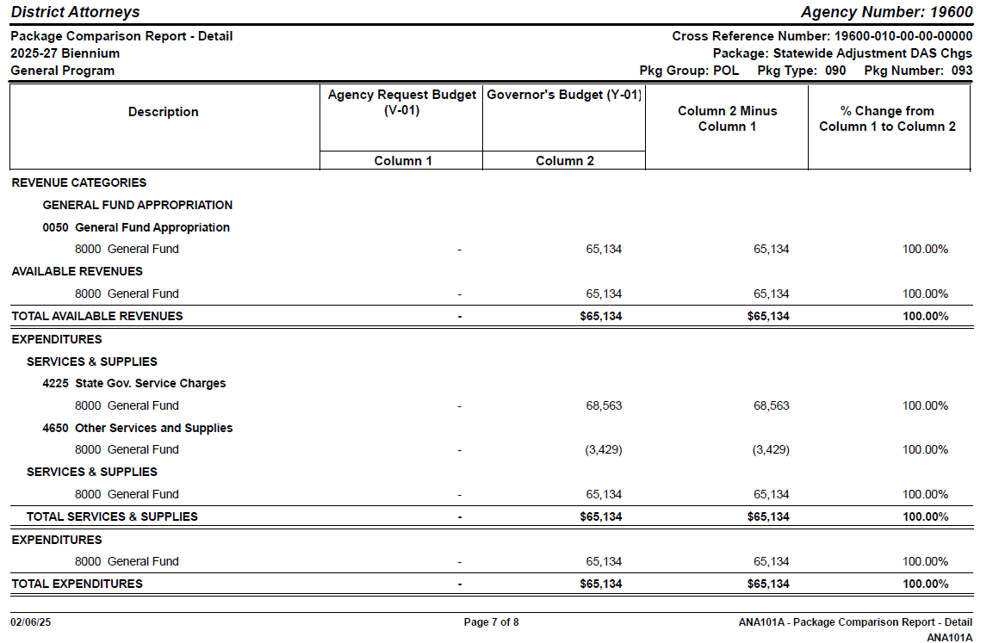 District Attorneys Agency Number: 19600
Package Comparison Report - Detail Cross Reference Number: 19600-010-00-00-00000
2025-27 Biennium Package: Statewide Adjustment DAS Chgs
General Program Pkg Group: POL Pkg Type: 090 Pkg Number: 093
Description
Agency Request Budget
(V-01)
Governor's Budget (Y-01)
Column 2 Minus
Column 1
% Change from
Column 1 to Column 2
Column 1 Column 2
REVENUE CATEGORIES
GENERAL FUND APPROPRIATION
0050 General Fund Appropriation
8000 General Fund - 65,134 65,134 100.00%
AVAILABLE REVENUES
8000 General Fund - 65,134 65,134 100.00%
TOTAL AVAILABLE REVENUES - $65,134 $65,134 100.00%
EXPENDITURES
SERVICES & SUPPLIES
4225 State Gov. Service Charges
8000 General Fund - 68,563 68,563 100.00%
4650 Other Services and Supplies
8000 General Fund - (3,429) (3,429) 100.00%
SERVICES & SUPPLIES
8000 General Fund - 65,134 65,134 100.00%
TOTAL SERVICES & SUPPLIES - $65,134 $65,134 100.00%
EXPENDITURES
8000 General Fund - 65,134 65,134 100.00%
TOTAL EXPENDITURES - $65,134 $65,134 100.00%
02/06/25 Page 7 of 8 ANA101A - Package Comparison Report - Detail
ANA101A